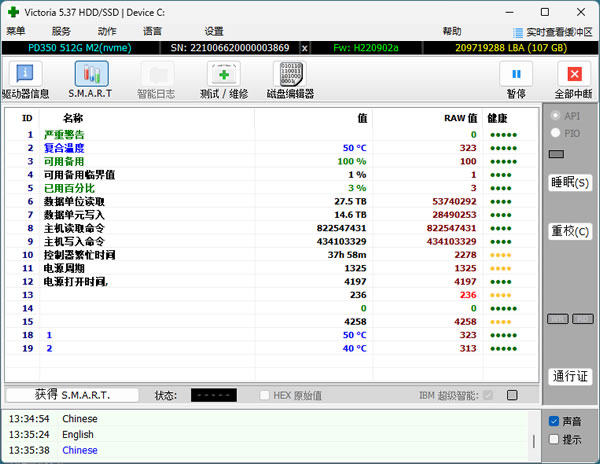 Victoria 5.37 HDD/SSD | Device C:
菜单 服务 动作 语言 设置 帮助 实时查看缓冲区
PD350 512G M2(nvme) SN: 221006620000003869 x Fw: H220902a 209719288 LBA (107 GB)
驱动器信息 S.M.A.R.T 智能日志 测试 / 维修 磁盘编辑器 暂停 全部中断
ID 名称 值 RAW 值 健康
1 严重警告 0
2 复合温度 50 °C 323
3 可用备用 100 % 100
4 可用备用临界值 1 % 1
5 已用百分比 3 % 3
6 数据单位读取 27.5 TB 53740292
7 数据单元写入 14.6 TB 28490253
8 主机读取命令 822547431 822547431
9 主机写入命令 434103329 434103329
10 控制器繁忙时间 37h 58m 2278
11 电源周期 1325 1325
12 电源打开时间, 4197 4197
13 236 236
14 0 0
15 4258 4258
18 1 50 °C 323
19 2 40 °C 313
API
PIO
睡眠(S)
重校(C)
通行证
获得 S.M.A.R.T. 状态: ----- HEX 原始值 IBM 超级智能:
13:34:54 Chinese
13:35:24 English
13:35:38 Chinese
声音
提示